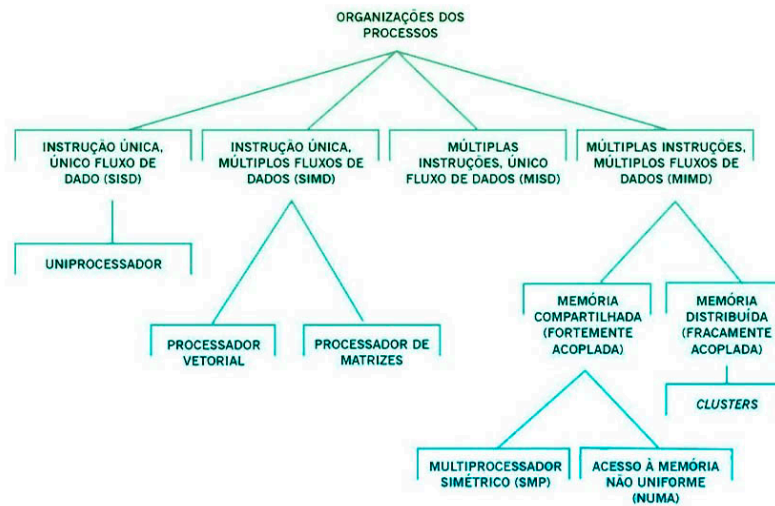 ORGANIZAÇÕES DOS
PROCESSOS
INSTRUÇÃO ÚNICA,
ÚNICO FLUXO DE
DADO (SISD)
INSTRUÇÃO ÚNICA,
MÚLTIPLOS FLUXOS DE
DADOS (SIMD)
MÚLTIPLAS
INSTRUÇÕES, ÚNICO
FLUXO DE DADOS (MISD)
MÚLTIPLAS INSTRUÇÕES,
MÚLTIPLOS FLUXOS DE
DADOS (MIMD)
UNIPROCESSADOR
PROCESSADOR
VETORIAL
PROCESSADOR DE
MATRIZES
MEMÓRIA
COMPARTILHADA
(FORTEMENTE
ACOPLADA)
MEMÓRIA
DISTRIBUÍDA
(FRACAMENTE
ACOPLADA)
CLUSTERS
MULTIPROCESSADOR
SIMÉTRICO (SMP)
ACESSO À MEMÓRIA
NÃO UNIFORME
(NUMA)